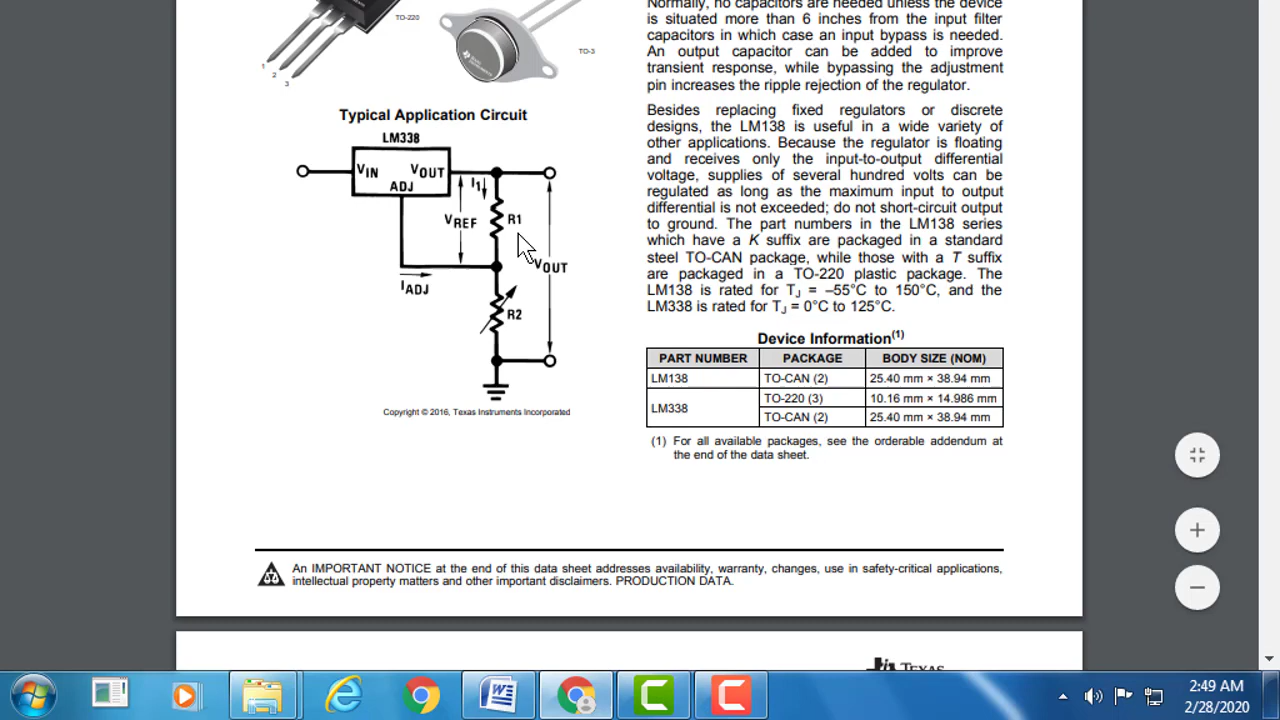 TO-220
TO-3
1
2
3
Typical Application Circuit
LM338
VIN VOUT
ADJ
I1
VREF
R1
VOUT
IADJ
R2
Copyright © 2016, Texas Instruments Incorporated
Normally, no capacitors are needed unless the device
is situated more than 6 inches from the input filter
capacitors in which case an input bypass is needed.
An output capacitor can be added to improve
transient response, while bypassing the adjustment
pin increases the ripple rejection of the regulator.
Besides replacing fixed regulators or discrete
designs, the LM138 is useful in a wide variety of
other applications. Because the regulator is floating
and receives only the input-to-output differential
voltage, supplies of several hundred volts can be
regulated as long as the maximum input to output
differential is not exceeded; do not short-circuit output
to ground. The part numbers in the LM138 series
which have a K suffix are packaged in a standard
steel TO-CAN package, while those with a T suffix
are packaged in a TO-220 plastic package. The
LM138 is rated for TJ = –55°C to 150°C, and the
LM338 is rated for TJ = 0°C to 125°C.
Device Information(1)
PART NUMBER PACKAGE BODY SIZE (NOM)
LM138 TO-CAN (2) 25.40 mm × 38.94 mm
LM338 TO-220 (3) 10.16 mm × 14.986 mm
TO-CAN (2) 25.40 mm × 38.94 mm
(1) For all available packages, see the orderable addendum at
the end of the data sheet.
An IMPORTANT NOTICE at the end of this data sheet addresses availability, warranty, changes, use in safety-critical applications,
intellectual property matters and other important disclaimers. PRODUCTION DATA.
TEXAS
2:49 AM
2/28/2020